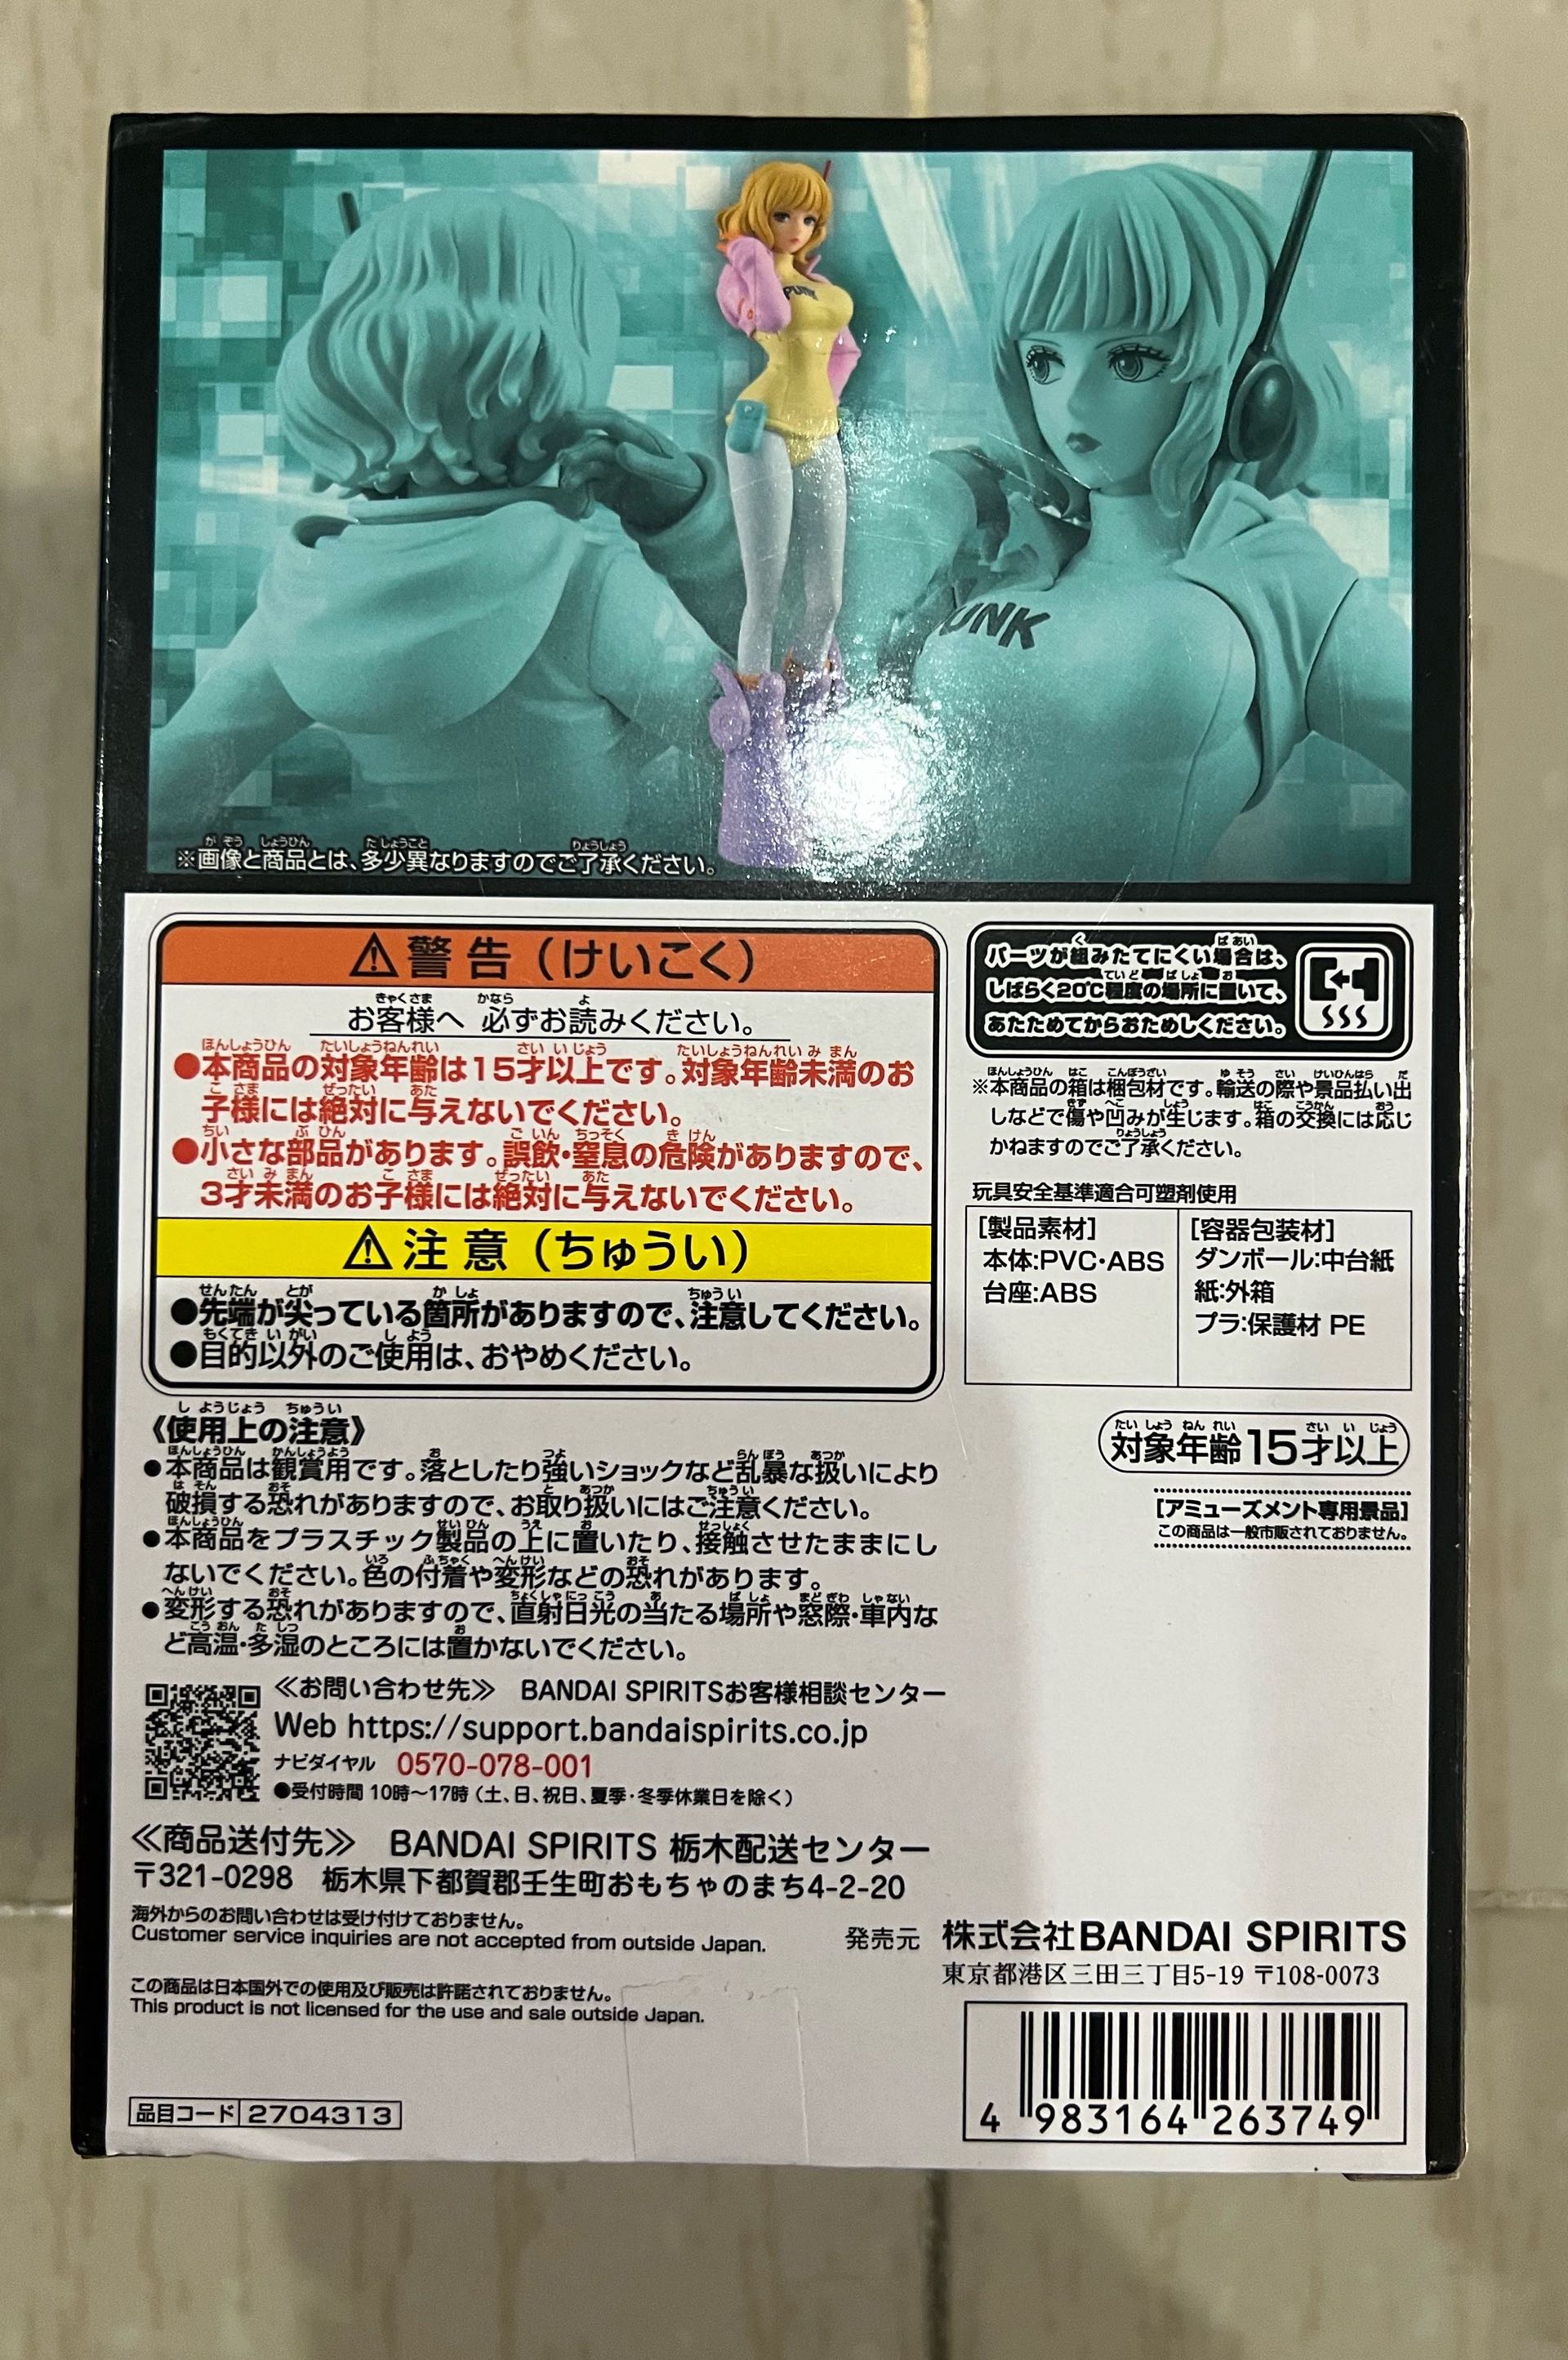 PUNK
UNK
※画像と商品とは、多少異なりますのでご了承ください。
⚠警告（けいこく）
お客様へ 必ずお読みください。
●本商品の対象年齢は15才以上です。対象年齢未満のお
子様には絶対に与えないでください。
●小さな部品があります。誤飲・窒息の危険がありますので、
3才未満のお子様には絶対に与えないでください。
⚠注意（ちゅうい）
●先端が尖っている箇所がありますので、注意してください。
●目的以外のご使用は、おやめください。
《使用上の注意》
●本商品は観賞用です。落としたり強いショックなど乱暴な扱いにより
破損する恐れがありますので、お取り扱いにはご注意ください。
●本商品をプラスチック製品の上に置いたり、接触させたままにし
ないでください。色の付着や変形などの恐れがあります。
●変形する恐れがありますので、直射日光の当たる場所や窓際・車内な
ど高温・多湿のところには置かないでください。
≪お問い合わせ先≫ BANDAI SPIRITSお客様相談センター
Web https://support.bandaispirits.co.jp
ナビダイヤル 0570-078-001
●受付時間 10時～17時（土、日、祝日、夏季・冬季休業日を除く）
≪商品送付先≫ BANDAI SPIRITS 栃木配送センター
〒321-0298 栃木県下都賀郡壬生町おもちゃのまち4-2-20
海外からのお問い合わせは受け付けておりません。
Customer service inquiries are not accepted from outside Japan.
この商品は日本国外での使用及び販売は許諾されておりません。
This product is not licensed for the use and sale outside Japan.
品目コード 2704313
パーツが組みたてにくい場合は、
しばらく20℃程度の場所に置いて、
あたためてからおためしください。
※本商品の箱は梱包材です。輸送の際や景品払い出
しなどで傷や凹みが生じます。箱の交換には応じ
かねますのでご了承ください。
玩具安全基準適合可塑剤使用
[製品素材]
本体:PVC・ABS
台座:ABS
[容器包装材]
ダンボール:中台紙
紙:外箱
プラ:保護材 PE
対象年齢15才以上
[アミューズメント専用景品]
この商品は一般市販されておりません。
発売元 株式会社BANDAI SPIRITS
東京都港区三田三丁目5-19 〒108-0073
4 983164 263749